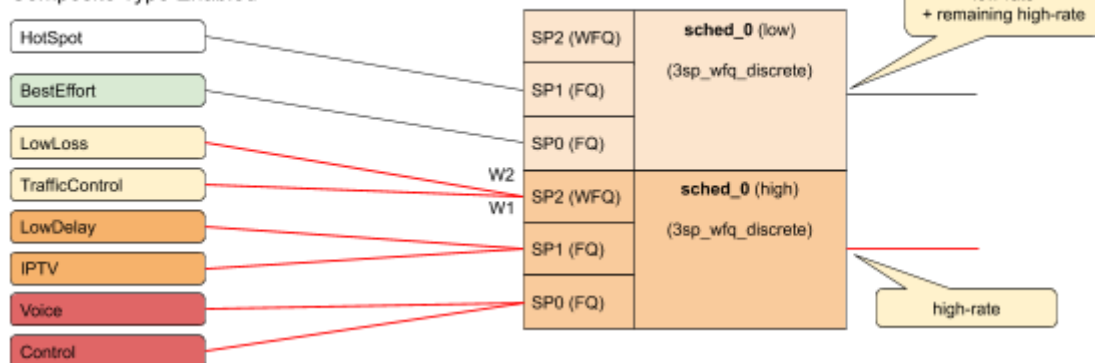 + remaining high-rate
HotSpot
BestEffort
LowLoss
TrafficControl
LowDelay
IPTV
Voice
Control
W2
W1
SP2 (WFQ)
SP1 (FQ)
SP0 (FQ)
SP2 (WFQ)
SP1 (FQ)
SP0 (FQ)
sched_0 (low)
(3sp_wfq_discrete)
sched_0 (high)
(3sp_wfq_discrete)
high-rate